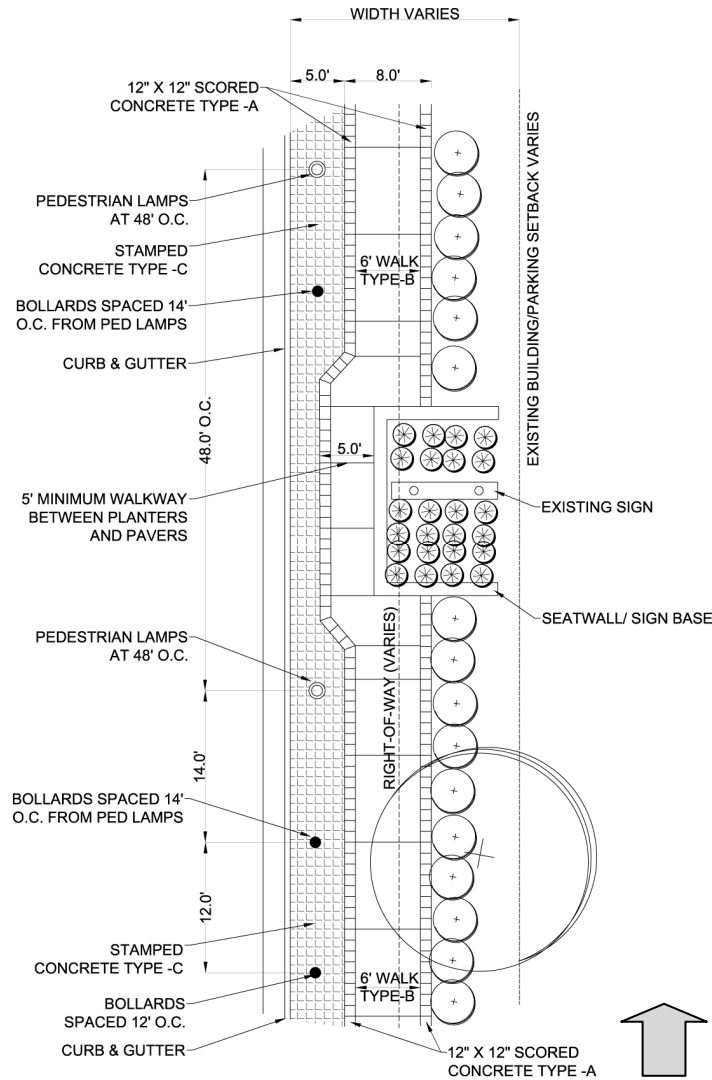 WIDTH VARIES
5.0'
8.0'
12" X 12" SCORED
CONCRETE TYPE -A
PEDESTRIAN LAMPS
AT 48' O.C.
STAMPED
CONCRETE TYPE -C
6' WALK
TYPE-B
BOLLARDS SPACED 14'
O.C. FROM PED LAMPS
CURB & GUTTER
EXISTING BUILDING/PARKING SETBACK VARIES
48.0' O.C.
5.0'
5' MINIMUM WALKWAY
BETWEEN PLANTERS
AND PAVERS
EXISTING SIGN
SEATWALL/ SIGN BASE
PEDESTRIAN LAMPS
AT 48' O.C.
RIGHT-OF-WAY (VARIES)
14.0'
BOLLARDS SPACED 14'
O.C. FROM PED LAMPS
12.0'
STAMPED
CONCRETE TYPE -C
6' WALK
TYPE-B
BOLLARDS
SPACED 12' O.C.
CURB & GUTTER
12" X 12" SCORED
CONCRETE TYPE -A